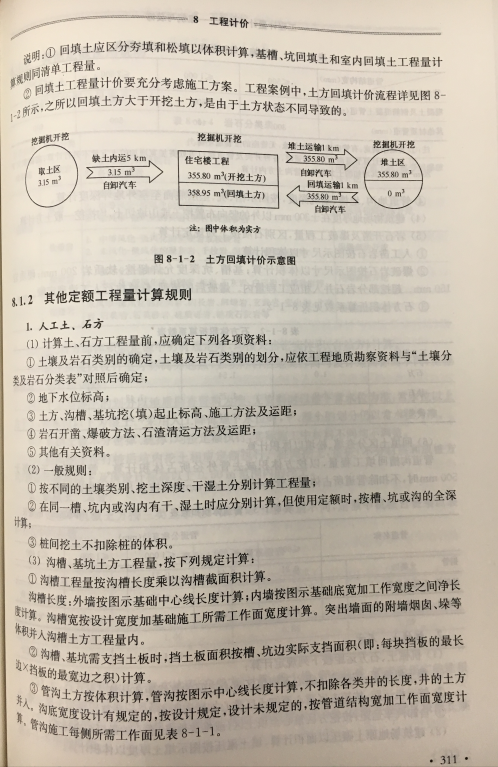 8 工程计价
说明:① 回填土应区分夯填和松填以体积计算,基槽、坑回填土和室内回填土工程量计
算规则同清单工程量。
② 回填土工程量计价要充分考虑施工方案。工程案例中,土方回填计价流程详见图 8-
1-2 所示,之所以回填土方大于开挖土方,是由于土方状态不同导致的。
挖掘机开挖
取土区
3.15 m³
缺土内运5 km
3.15 m³
自卸汽车
挖掘机开挖
住宅楼工程
355.80 m³(开挖土方)
358.95 m³(回填土方)
堆土运输1 km
355.80 m³
自卸汽车
回填运输1 km
355.80 m³
自卸汽车
挖掘机开挖
堆土区
355.80 m³
0 m³
注:图中体积为实方
图 8-1-2 土方回填计价示意图
8.1.2 其他定额工程量计算规则
1. 人工土、石方
(1) 计算土、石方工程量前,应确定下列各项资料:
① 土壤及岩石类别的确定,土壤及岩石类别的划分,应依工程地质勘察资料与“土壤分
类及岩石分类表”对照后确定;
② 地下水位标高;
③ 土方、沟槽、基坑挖(填)起止标高、施工方法及运距;
④ 岩石开凿、爆破方法、石渣清运方法及运距;
⑤ 其他有关资料。
(2) 一般规则:
① 按不同的土壤类别、挖土深度、干湿土分别计算工程量;
② 在同一槽、坑内或沟内有干、湿土时应分别计算,但使用定额时,按槽、坑或沟的全深
计算;
③ 桩间挖土不扣除桩的体积。
(3) 沟槽、基坑土方工程量,按下列规定计算:
① 沟槽工程量按沟槽长度乘以沟槽截面积计算。
沟槽长度:外墙按图示基础中心线长度计算;内墙按图示基础底宽加工作宽度之间净长
度计算。沟槽宽按设计宽度加基础施工所需工作面宽度计算。突出墙面的附墙烟囱、垛等
体积并入沟槽土方工程量内。
② 沟槽、基坑需支挡土板时,挡土板面积按槽、坑边实际支挡面积(即:每块挡板的最长
边×挡板的最宽边之积)计算。
③ 管沟土方按体积计算,管沟按图示中心线长度计算,不扣除各类井的长度,井的土方
并入。沟底宽度设计有规定的,按设计规定,设计未规定的,按管道结构宽加工作面宽度计
算。管沟施工每侧所需工作面见表 8-1-1。
· 311 ·